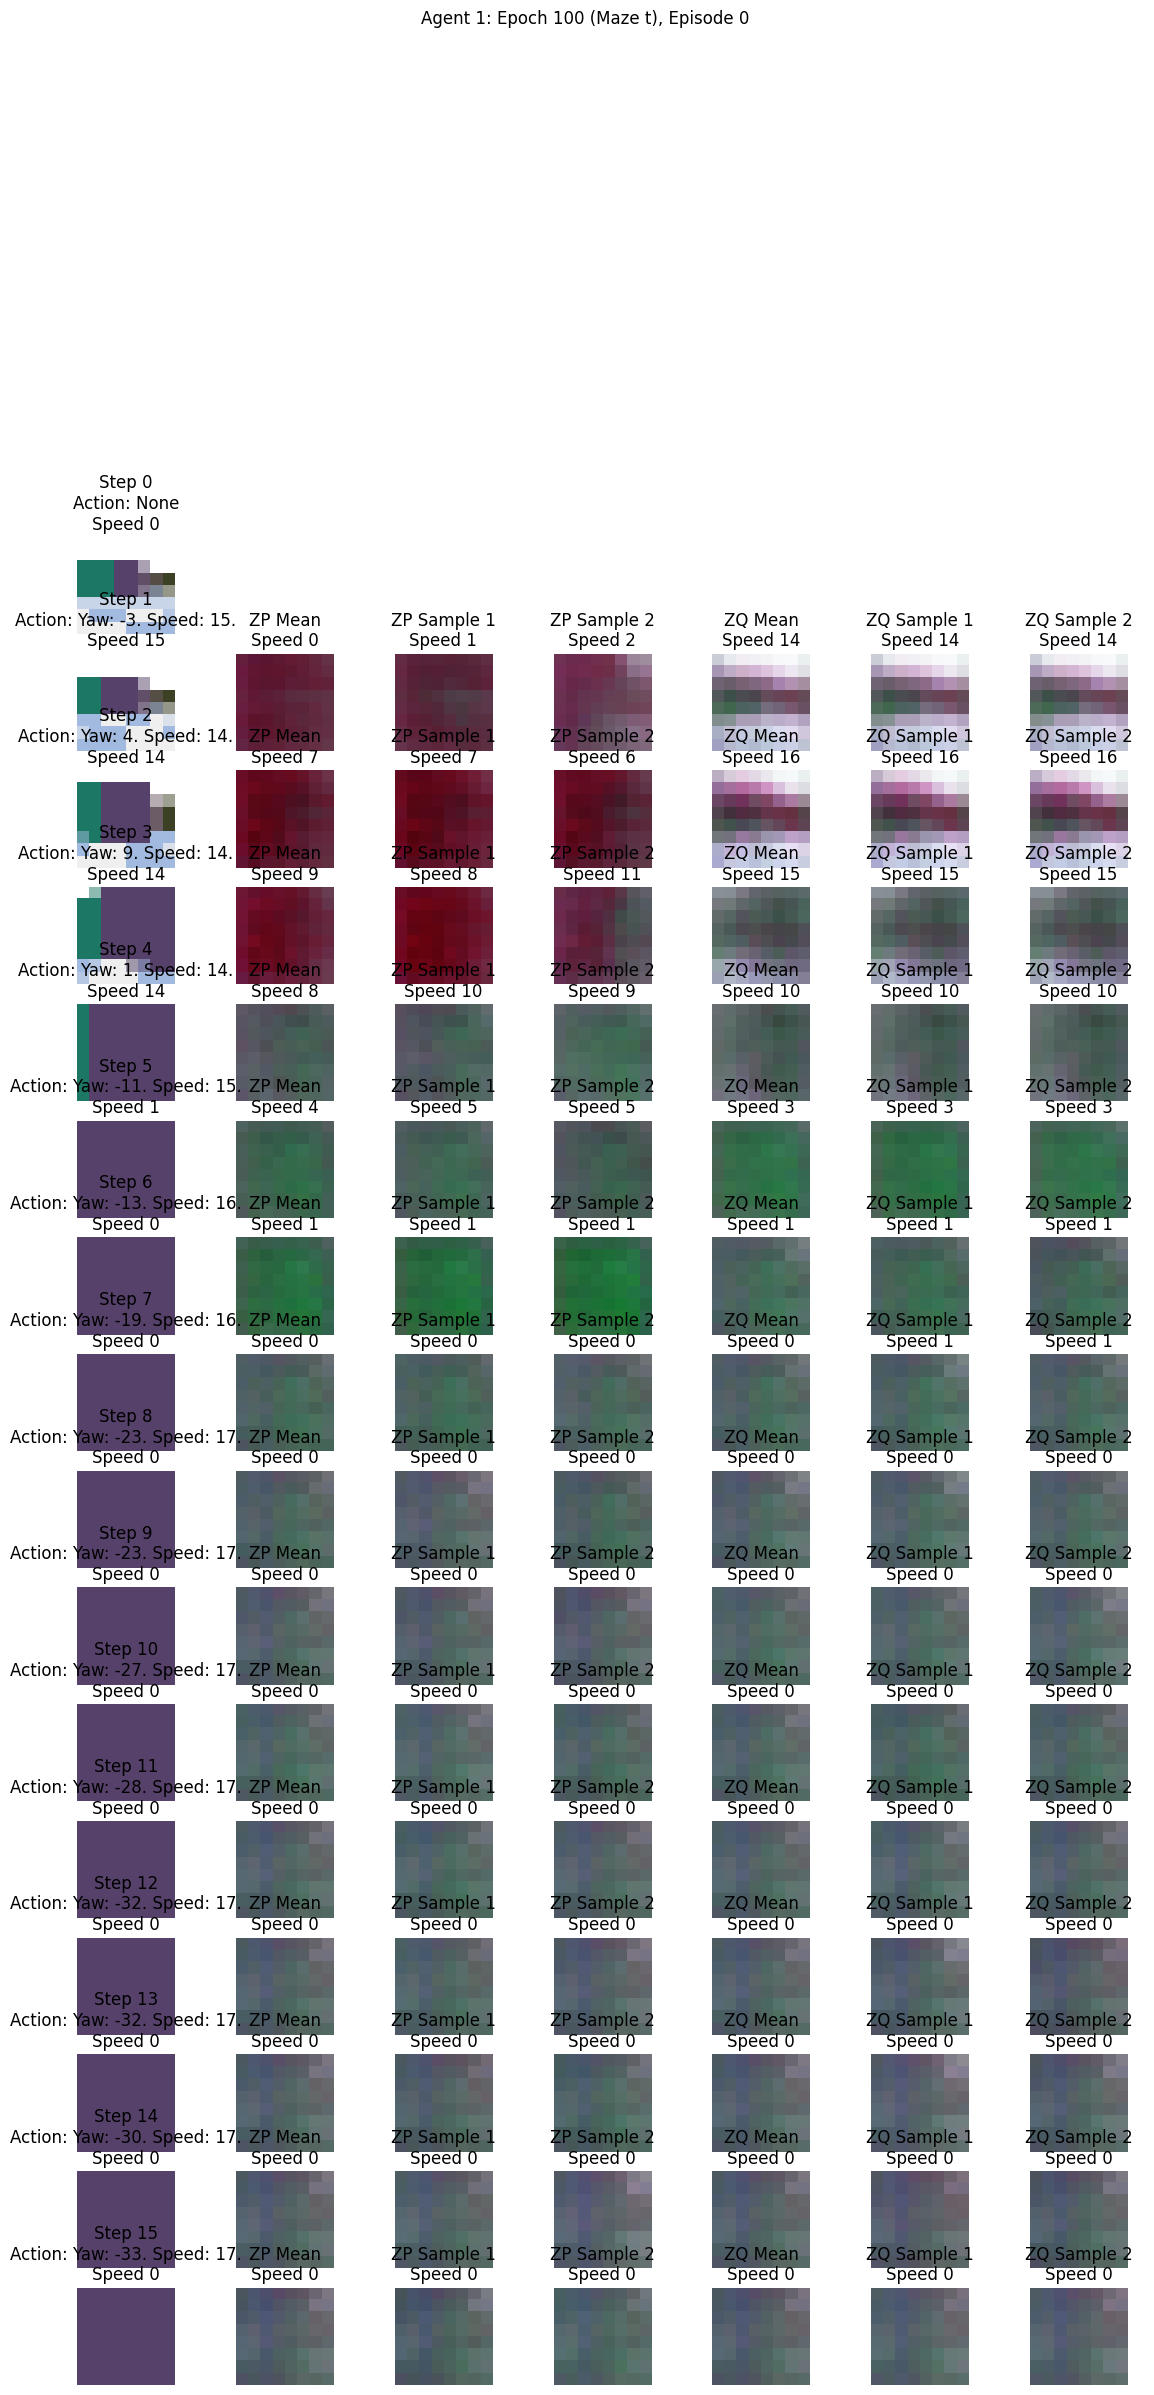 Agent 1: Epoch 100 (Maze t), Episode 0
Step 0
Action: None
Speed 0
Step 1
Action: Yaw: -3. Speed: 15. ZP Mean ZP Sample 1 ZP Sample 2 ZQ Mean ZQ Sample 1 ZQ Sample 2
Speed 15 Speed 0 Speed 1 Speed 2 Speed 14 Speed 14 Speed 14
Step 2
Action: Yaw: 4. Speed: 14. ZP Mean ZP Sample 1 ZP Sample 2 ZQ Mean ZQ Sample 1 ZQ Sample 2
Speed 14 Speed 7 Speed 7 Speed 6 Speed 16 Speed 16 Speed 16
Step 3
Action: Yaw: 9. Speed: 14. ZP Mean ZP Sample 1 ZP Sample 2 ZQ Mean ZQ Sample 1 ZQ Sample 2
Speed 14 Speed 9 Speed 8 Speed 11 Speed 15 Speed 15 Speed 15
Step 4
Action: Yaw: 1. Speed: 14. ZP Mean ZP Sample 1 ZP Sample 2 ZQ Mean ZQ Sample 1 ZQ Sample 2
Speed 14 Speed 8 Speed 10 Speed 9 Speed 10 Speed 10 Speed 10
Step 5
Action: Yaw: -11. Speed: 15. ZP Mean ZP Sample 1 ZP Sample 2 ZQ Mean ZQ Sample 1 ZQ Sample 2
Speed 1 Speed 4 Speed 5 Speed 5 Speed 3 Speed 3 Speed 3
Step 6
Action: Yaw: -13. Speed: 16. ZP Mean ZP Sample 1 ZP Sample 2 ZQ Mean ZQ Sample 1 ZQ Sample 2
Speed 0 Speed 1 Speed 1 Speed 1 Speed 1 Speed 1 Speed 1
Step 7
Action: Yaw: -19. Speed: 16. ZP Mean ZP Sample 1 ZP Sample 2 ZQ Mean ZQ Sample 1 ZQ Sample 2
Speed 0 Speed 0 Speed 0 Speed 0 Speed 0 Speed 1 Speed 1
Step 8
Action: Yaw: -23. Speed: 17. ZP Mean ZP Sample 1 ZP Sample 2 ZQ Mean ZQ Sample 1 ZQ Sample 2
Speed 0 Speed 0 Speed 0 Speed 0 Speed 0 Speed 0 Speed 0
Step 9
Action: Yaw: -23. Speed: 17. ZP Mean ZP Sample 1 ZP Sample 2 ZQ Mean ZQ Sample 1 ZQ Sample 2
Speed 0 Speed 0 Speed 0 Speed 0 Speed 0 Speed 0 Speed 0
Step 10
Action: Yaw: -27. Speed: 17. ZP Mean ZP Sample 1 ZP Sample 2 ZQ Mean ZQ Sample 1 ZQ Sample 2
Speed 0 Speed 0 Speed 0 Speed 0 Speed 0 Speed 0 Speed 0
Step 11
Action: Yaw: -28. Speed: 17. ZP Mean ZP Sample 1 ZP Sample 2 ZQ Mean ZQ Sample 1 ZQ Sample 2
Speed 0 Speed 0 Speed 0 Speed 0 Speed 0 Speed 0 Speed 0
Step 12
Action: Yaw: -32. Speed: 17. ZP Mean ZP Sample 1 ZP Sample 2 ZQ Mean ZQ Sample 1 ZQ Sample 2
Speed 0 Speed 0 Speed 0 Speed 0 Speed 0 Speed 0 Speed 0
Step 13
Action: Yaw: -32. Speed: 17. ZP Mean ZP Sample 1 ZP Sample 2 ZQ Mean ZQ Sample 1 ZQ Sample 2
Speed 0 Speed 0 Speed 0 Speed 0 Speed 0 Speed 0 Speed 0
Step 14
Action: Yaw: -30. Speed: 17. ZP Mean ZP Sample 1 ZP Sample 2 ZQ Mean ZQ Sample 1 ZQ Sample 2
Speed 0 Speed 0 Speed 0 Speed 0 Speed 0 Speed 0 Speed 0
Step 15
Action: Yaw: -33. Speed: 17. ZP Mean ZP Sample 1 ZP Sample 2 ZQ Mean ZQ Sample 1 ZQ Sample 2
Speed 0 Speed 0 Speed 0 Speed 0 Speed 0 Speed 0 Speed 0